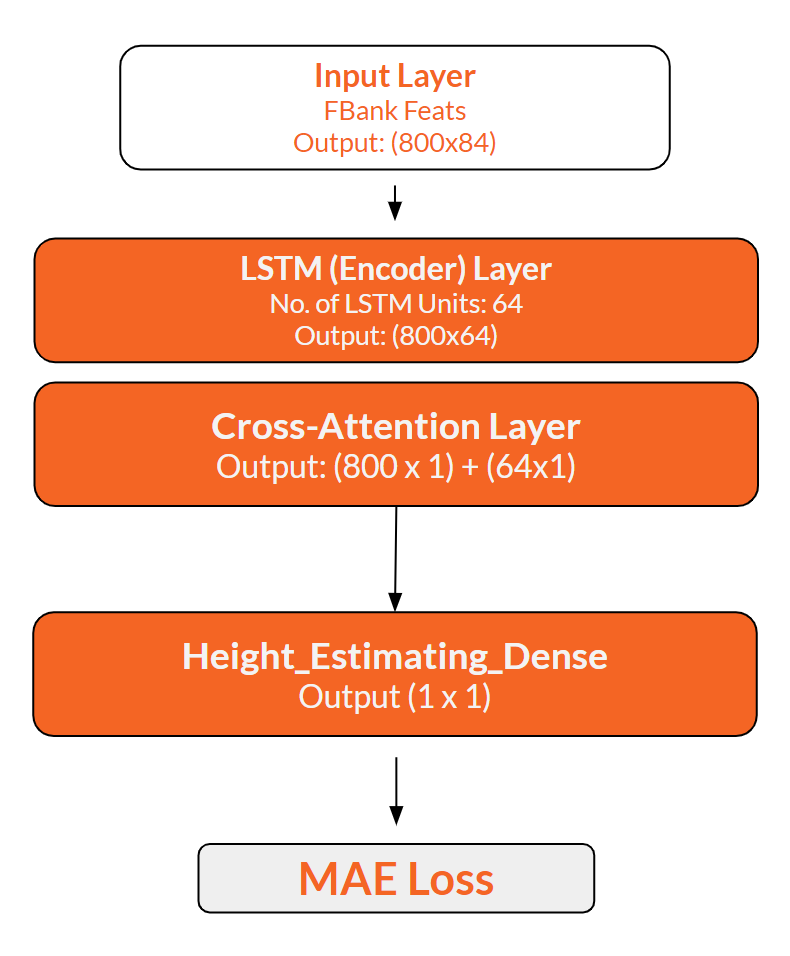 Input Layer
FBank Feats
Output: (800x84)
LSTM (Encoder) Layer
No. of LSTM Units: 64
Output: (800x64)
Cross-Attention Layer
Output: (800 x 1) + (64x1)
Height_Estimating_Dense
Output (1 x 1)
MAE Loss